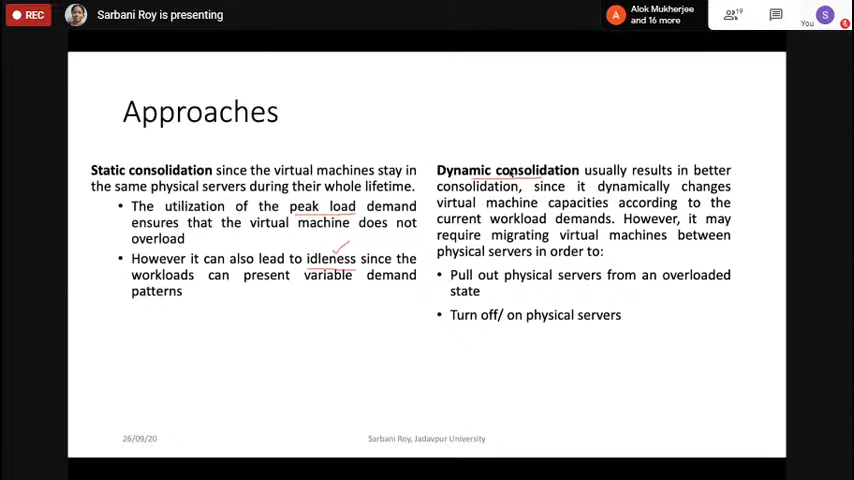 REC
Sarbani Roy is presenting
A
Alok Mukherjee
and 16 more
19
You
S
Approaches
Static consolidation since the virtual machines stay in
the same physical servers during their whole lifetime.
• The utilization of the peak load demand
ensures that the virtual machine does not
overload
• However it can also lead to idleness since the
workloads can present variable demand
patterns
Dynamic consolidation usually results in better
consolidation, since it dynamically changes
virtual machine capacities according to the
current workload demands. However, it may
require migrating virtual machines between
physical servers in order to:
• Pull out physical servers from an overloaded
state
• Turn off/ on physical servers
26/09/20
Sarbani Roy, Jadavpur University